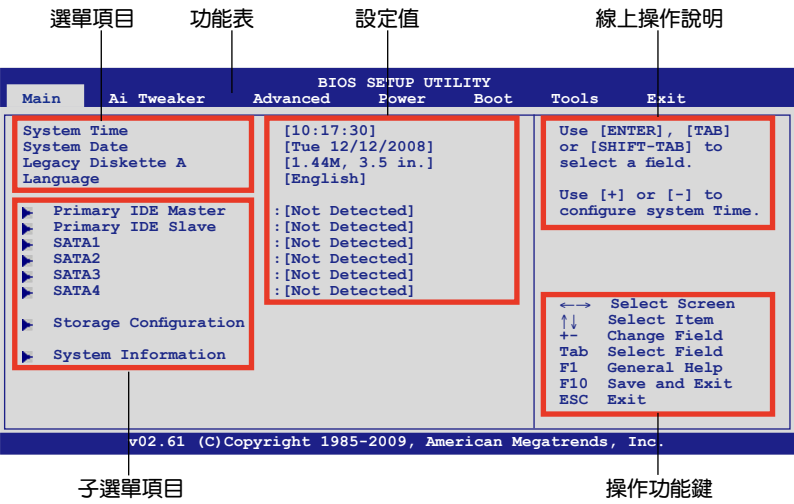 選單項目 功能表 設定值 線上操作說明
BIOS SETUP UTILITY
Main Ai Tweaker Advanced Power Boot Tools Exit
System Time [10:17:30]
System Date [Tue 12/12/2008]
Legacy Diskette A [1.44M, 3.5 in.]
Language [English]
Primary IDE Master :[Not Detected]
Primary IDE Slave :[Not Detected]
SATA1 :[Not Detected]
SATA2 :[Not Detected]
SATA3 :[Not Detected]
SATA4 :[Not Detected]
Storage Configuration
System Information
Use [ENTER], [TAB]
or [SHIFT-TAB] to
select a field.
Use [+] or [-] to
configure system Time.
←→ Select Screen
↑↓ Select Item
+- Change Field
Tab Select Field
F1 General Help
F10 Save and Exit
ESC Exit
v02.61 (C)Copyright 1985-2009, American Megatrends, Inc.
子選單項目 操作功能鍵